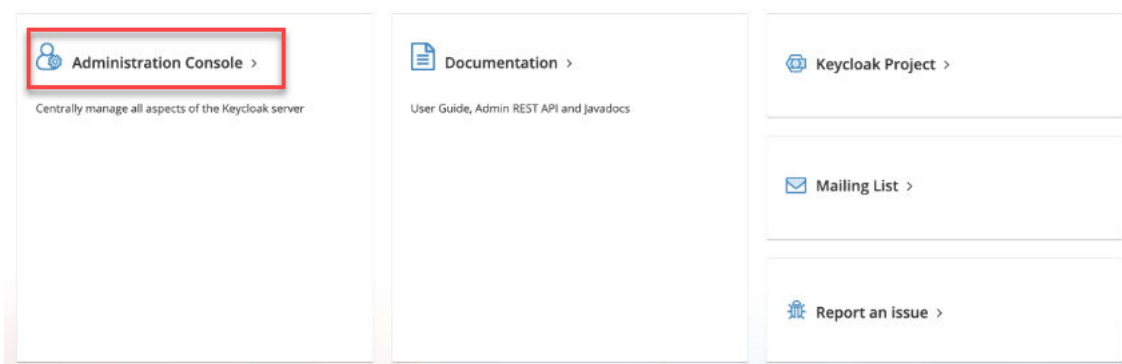 Administration Console >
Centrally manage all aspects of the Keycloak server
Documentation >
User Guide, Admin REST API and Javadocs
Keycloak Project >
Mailing List >
Report an issue >